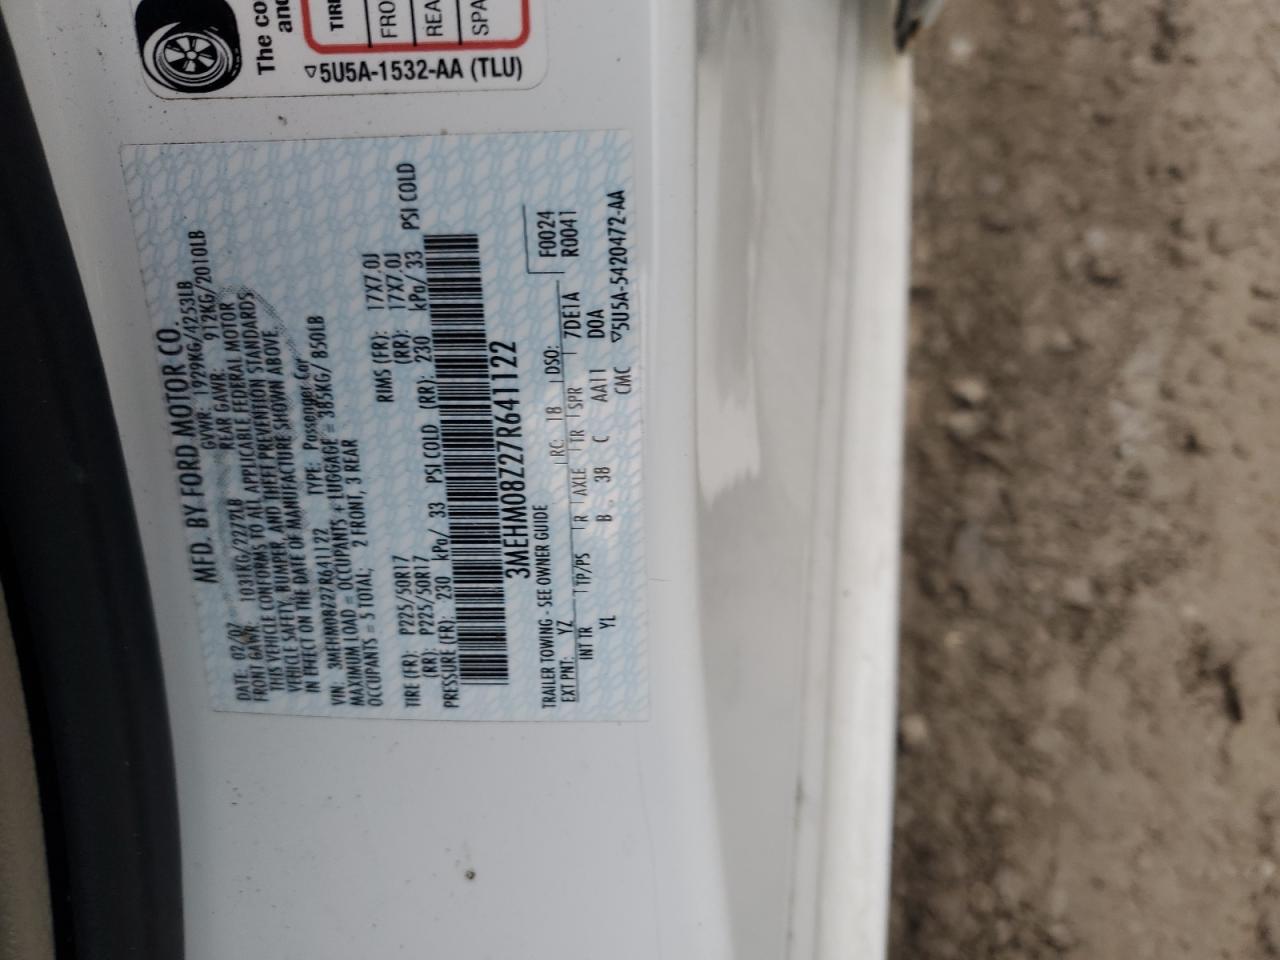 The co
and
TIRE
FRO
REA
SPA
▽5U5A-1532-AA (TLU)
MFD. BY FORD MOTOR CO.
DATE: 02/07 GVWR: 1929KG/4253LB
FRONT GAWR: 1031KG/2272LB REAR GAWR: 912KG/2010LB
THIS VEHICLE CONFORMS TO ALL APPLICABLE FEDERAL MOTOR
VEHICLE SAFETY, BUMPER, AND THEFT PREVENTION STANDARDS
IN EFFECT ON THE DATE OF MANUFACTURE SHOWN ABOVE.
VIN: 3MEHM08Z27R641122 TYPE: Passenger Car
MAXIMUM LOAD = OCCUPANTS + LUGGAGE = 385KG/ 850LB
OCCUPANTS = 5 TOTAL; 2 FRONT, 3 REAR
TIRE (FR): P225/50R17 RIMS (FR): 17X7.0J
(RR): P225/50R17 (RR): 17X7.0J
PRESSURE (FR): 230 kPa/ 33 PSI COLD (RR): 230 kPa/ 33 PSI COLD
3MEHM08Z27R641122
TRAILER TOWING - SEE OWNER GUIDE
EXT PNT: YZ RC: 18 DSO: F0024
INT TR TP/PS R AXLE TR SPR 7DE1A R0041
YL B 38 C AA11 D0A
CMC ▽5U5A-5420472-AA